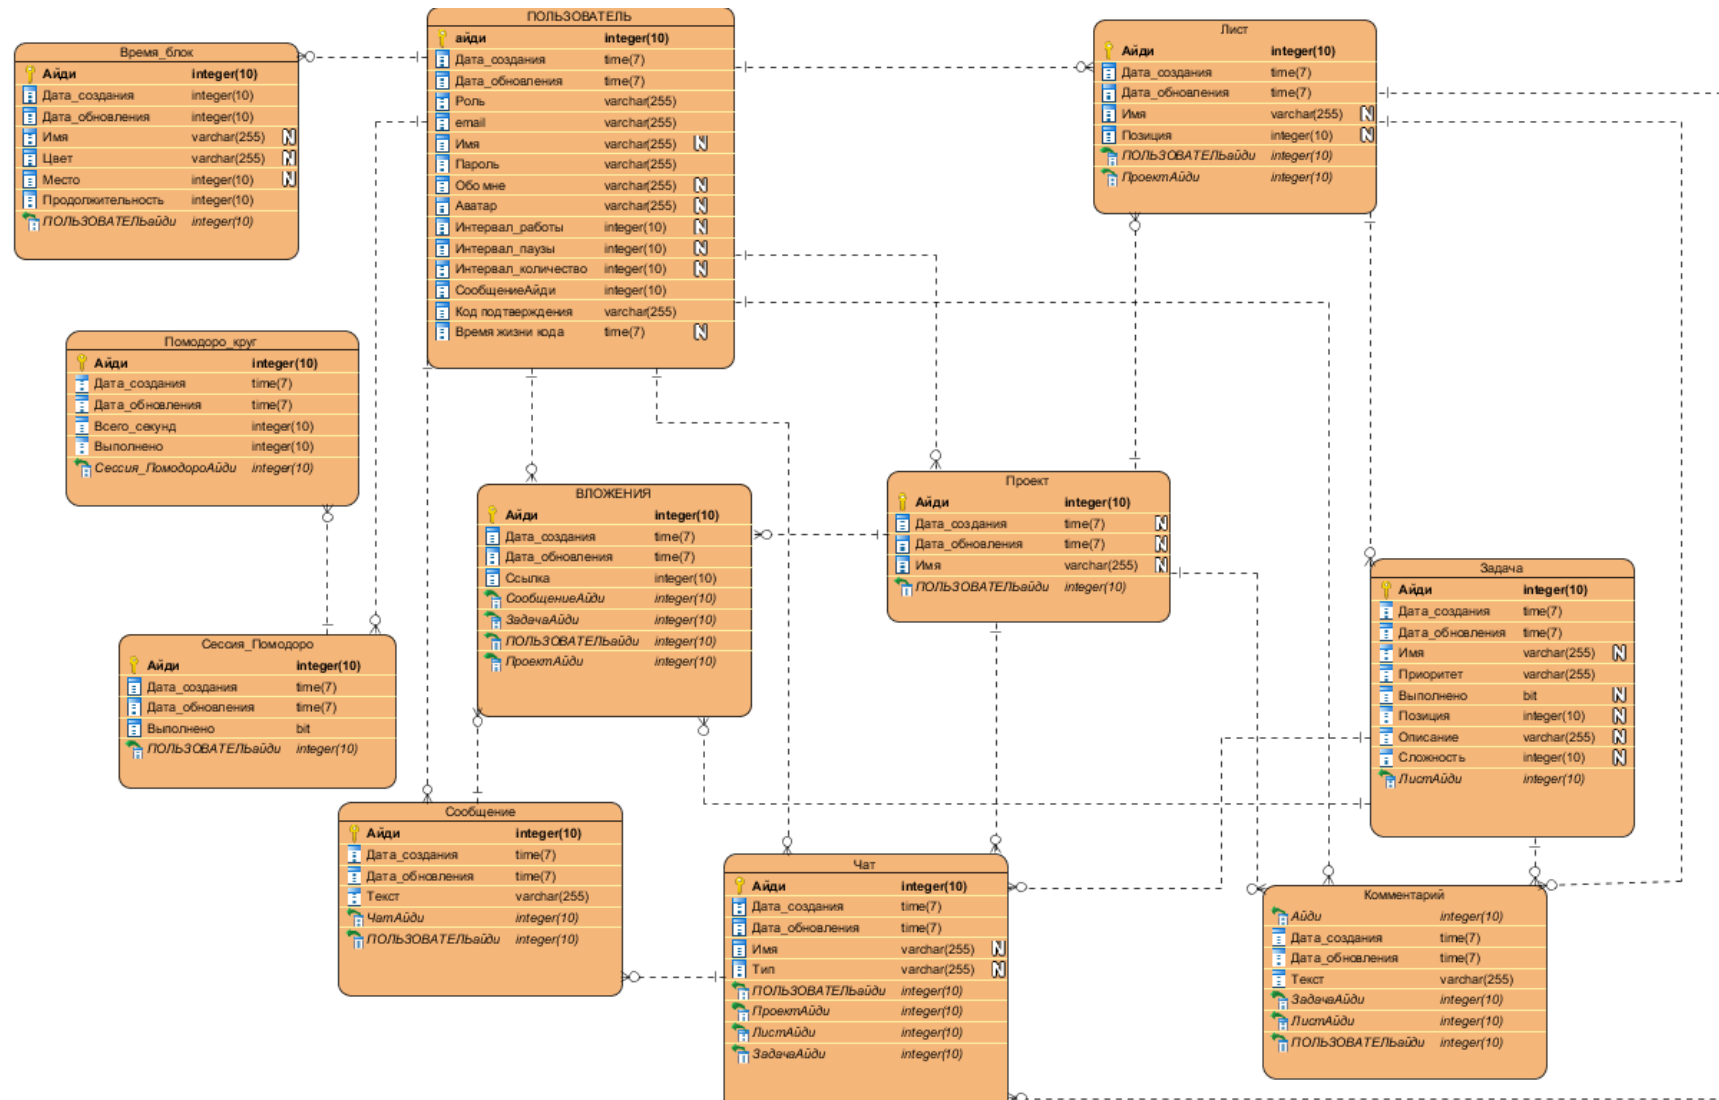 Время_блок
Айди integer(10)
Дата_создания integer(10)
Дата_обновления integer(10)
Имя varchar(255) N
Цвет varchar(255) N
Место integer(10) N
Продолжительность integer(10)
ПОЛЬЗОВАТЕЛЬайди integer(10)
ПОЛЬЗОВАТЕЛЬ
айди integer(10)
Дата_создания time(7)
Дата_обновления time(7)
Роль varchar(255)
email varchar(255)
Имя varchar(255) N
Пароль varchar(255)
Обо мне varchar(255) N
Аватар varchar(255) N
Интервал_работы integer(10) N
Интервал_паузы integer(10) N
Интервал_количество integer(10) N
СообщениеАйди integer(10)
Код подтверждения varchar(255)
Время жизни кода time(7) N
Лист
Айди integer(10)
Дата_создания time(7)
Дата_обновления time(7)
Имя varchar(255) N
Позиция integer(10) N
ПОЛЬЗОВАТЕЛЬайди integer(10)
ПроектАйди integer(10)
Помодоро_круг
Айди integer(10)
Дата_создания time(7)
Дата_обновления time(7)
Всего_секунд integer(10)
Выполнено integer(10)
Сессия_ПомодороАйди integer(10)
ВЛОЖЕНИЯ
Айди integer(10)
Дата_создания time(7)
Дата_обновления time(7)
Ссылка integer(10)
СообщениеАйди integer(10)
ЗадачаАйди integer(10)
ПОЛЬЗОВАТЕЛЬайди integer(10)
ПроектАйди integer(10)
Проект
Айди integer(10)
Дата_создания time(7) N
Дата_обновления time(7) N
Имя varchar(255) N
ПОЛЬЗОВАТЕЛЬайди integer(10)
Задача
Айди integer(10)
Дата_создания time(7)
Дата_обновления time(7)
Имя varchar(255) N
Приоритет varchar(255)
Выполнено bit N
Позиция integer(10) N
Описание varchar(255) N
Сложность integer(10) N
ЛистАйди integer(10)
Сессия_Помодоро
Айди integer(10)
Дата_создания time(7)
Дата_обновления time(7)
Выполнено bit
ПОЛЬЗОВАТЕЛЬайди integer(10)
Сообщение
Айди integer(10)
Дата_создания time(7)
Дата_обновления time(7)
Текст varchar(255)
ЧатАйди integer(10)
ПОЛЬЗОВАТЕЛЬайди integer(10)
Чат
Айди integer(10)
Дата_создания time(7)
Дата_обновления time(7)
Имя varchar(255) N
Тип varchar(255) N
ПОЛЬЗОВАТЕЛЬайди integer(10)
ПроектАйди integer(10)
ЛистАйди integer(10)
ЗадачаАйди integer(10)
Комментарий
Айди integer(10)
Дата_создания time(7)
Дата_обновления time(7)
Текст varchar(255)
ЗадачаАйди integer(10)
ЛистАйди integer(10)
ПОЛЬЗОВАТЕЛЬайди integer(10)